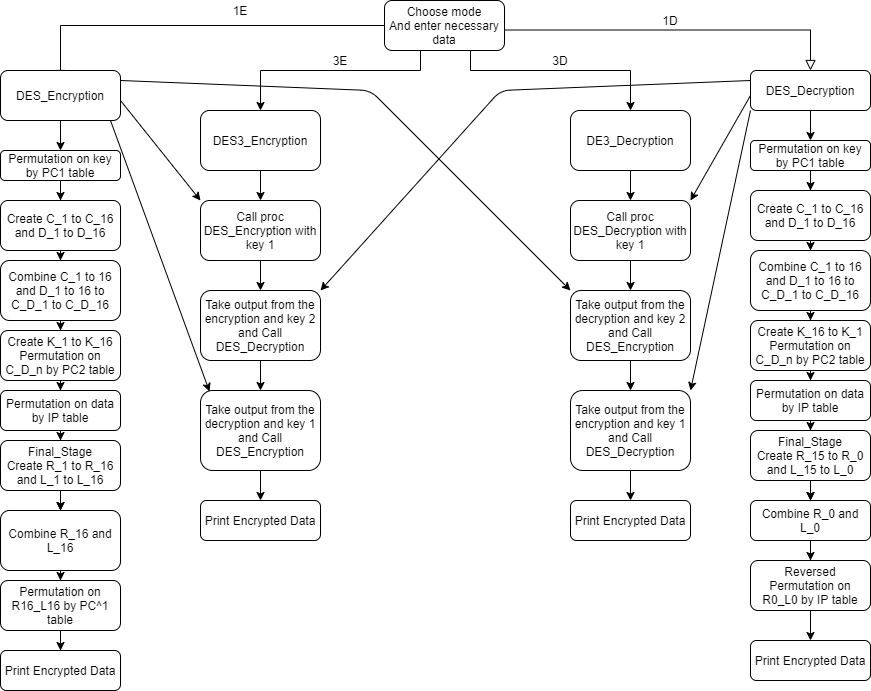 1E
Choose mode
And enter necessary
data
1D
3E
3D
DES_Encryption
Permutation on key
by PC1 table
Create C_1 to C_16
and D_1 to D_16
Combine C_1 to 16
and D_1 to 16 to
C_D_1 to C_D_16
Create K_1 to K_16
Permutation on
C_D_n by PC2 table
Permutation on data
by IP table
Final_Stage
Create R_1 to R_16
and L_1 to L_16
Combine R_16 and
L_16
Permutation on
R16_L16 by PC^1
table
Print Encrypted Data
DES3_Encryption
Call proc
DES_Encryption with
key 1
Take output from the
encryption and key 2
and Call
DES_Decryption
Take output from the
decryption and key 1
and Call
DES_Encryption
Print Encrypted Data
DE3_Decryption
Call proc
DES_Decryption with
key 1
Take output from the
decryption and key 2
and Call
DES_Encryption
Take output from the
encryption and key 1
and Call
DES_Decryption
Print Encrypted Data
DES_Decryption
Permutation on key
by PC1 table
Create C_1 to C_16
and D_1 to D_16
Combine C_1 to 16
and D_1 to 16 to
C_D_1 to C_D_16
Create K_16 to K_1
Permutation on
C_D_n by PC2 table
Permutation on data
by IP table
Final_Stage
Create R_15 to R_0
and L_15 to L_0
Combine R_0 and
L_0
Reversed
Permutation on
R0_L0 by IP table
Print Encrypted Data